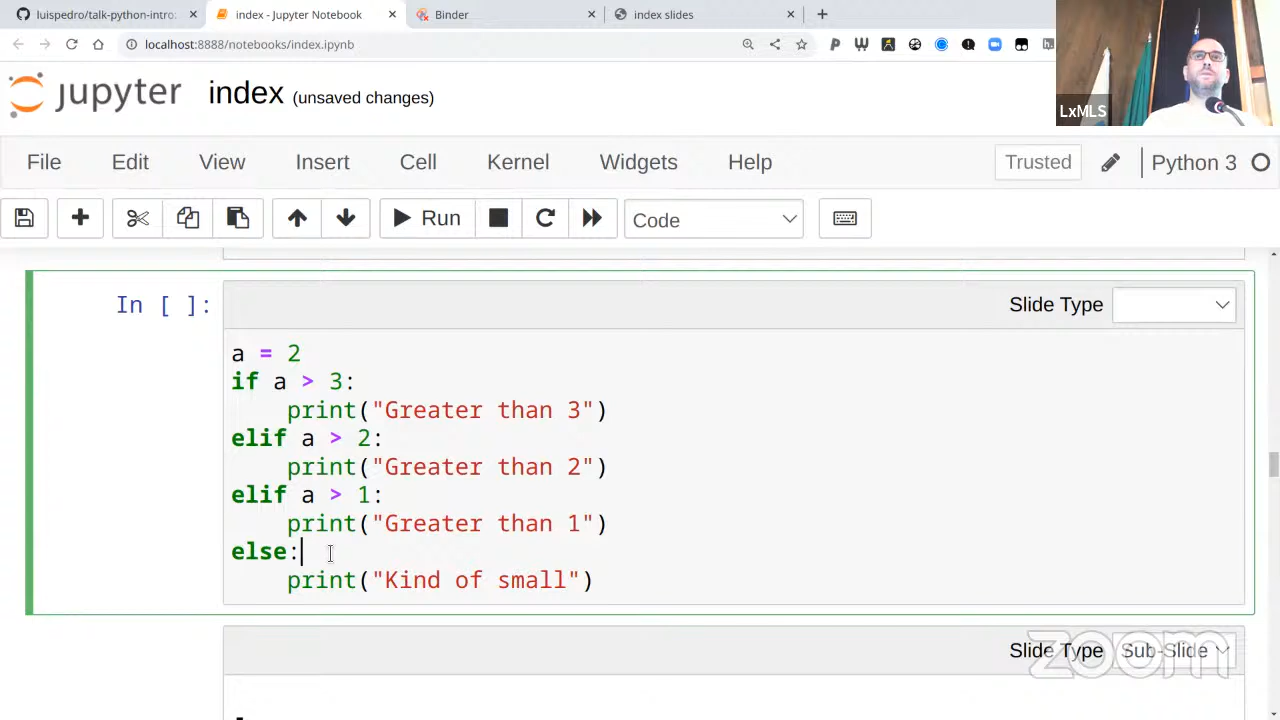 luispedro/talk-python-intro:
index - Jupyter Notebook
Binder
index slides
localhost:8888/notebooks/index.ipynb
LxMLS
jupyter index (unsaved changes)
File Edit View Insert Cell Kernel Widgets Help Trusted Python 3
Run Code
In [ ]:
Slide Type
a = 2
if a > 3:
    print("Greater than 3")
elif a > 2:
    print("Greater than 2")
elif a > 1:
    print("Greater than 1")
else:
    print("Kind of small")
Slide Type Sub-Slide
zoom